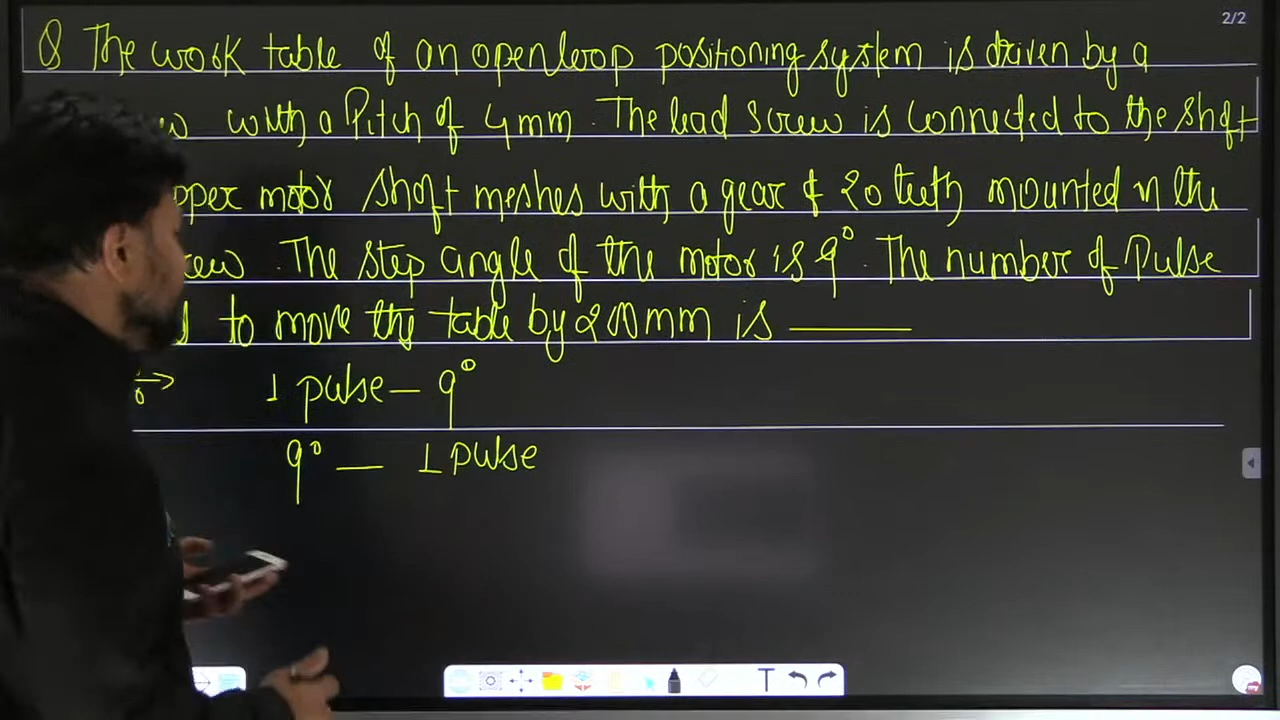 2/2
Q The work table of an openloop positioning system is driven by a
w with a Pitch of 4mm. The lead screw is connected to the shaft
pper motor shaft meshes with a gear of 20 teeth mounted n the
rew. The step angle of the motor is 9°. The number of Pulse
d to move the table by 200mm is ______
1 pulse — 9°
9° — 1 pulse
T